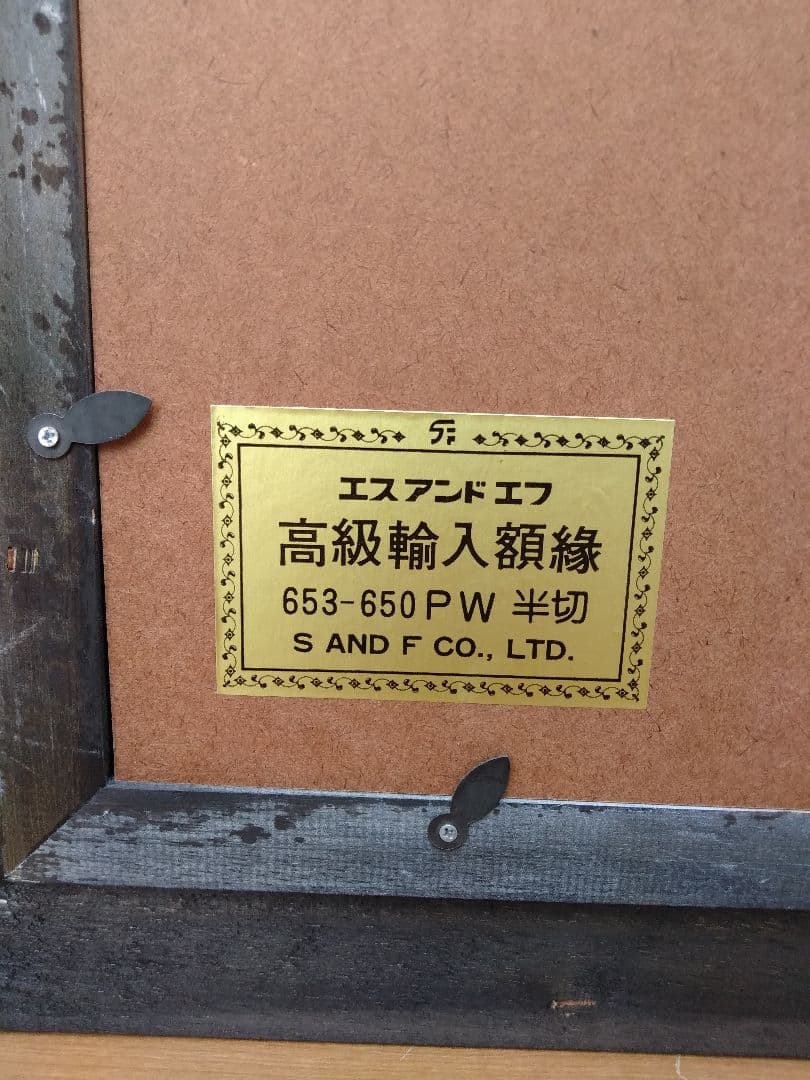 SF
エスアンドエフ
高級輸入額縁
653-650PW 半切
S AND F CO., LTD.